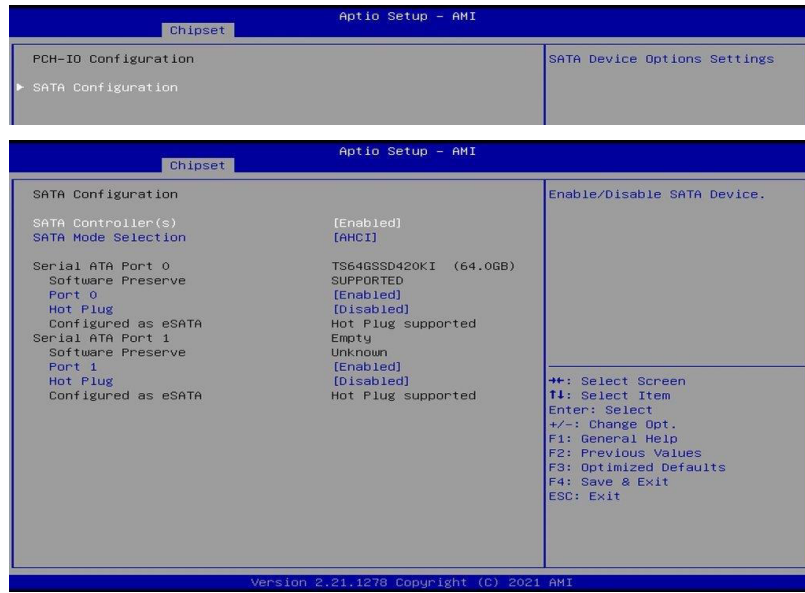 Aptio Setup – AMI
Chipset
PCH-IO Configuration
SATA Device Options Settings
► SATA Configuration
Aptio Setup – AMI
Chipset
SATA Configuration
Enable/Disable SATA Device.
SATA Controller(s) [Enabled]
SATA Mode Selection [AHCI]
Serial ATA Port 0 TS64GSSD420KI (64.0GB)
Software Preserve SUPPORTED
Port 0 [Enabled]
Hot Plug [Disabled]
Configured as eSATA Hot Plug supported
Serial ATA Port 1 Empty
Software Preserve Unknown
Port 1 [Enabled]
Hot Plug [Disabled]
Configured as eSATA Hot Plug supported
→←: Select Screen
↑↓: Select Item
Enter: Select
+/-: Change Opt.
F1: General Help
F2: Previous Values
F3: Optimized Defaults
F4: Save & Exit
ESC: Exit
Version 2.21.1278 Copyright (C) 2021 AMI